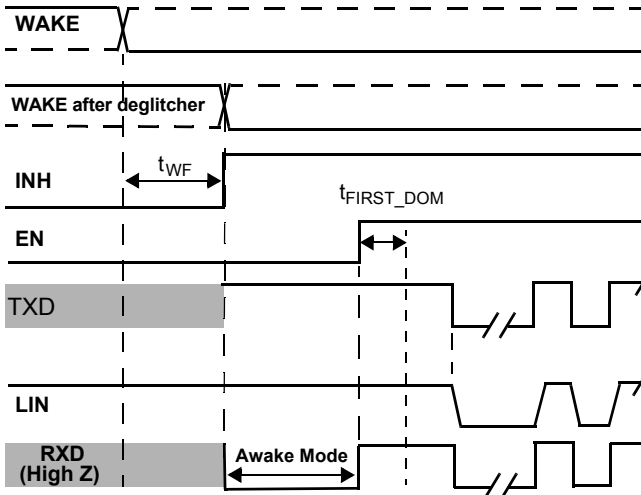 WAKE
WAKE after deglitcher
tWF
INH
tFIRST_DOM
EN
TXD
LIN
RXD
(High Z)
Awake Mode